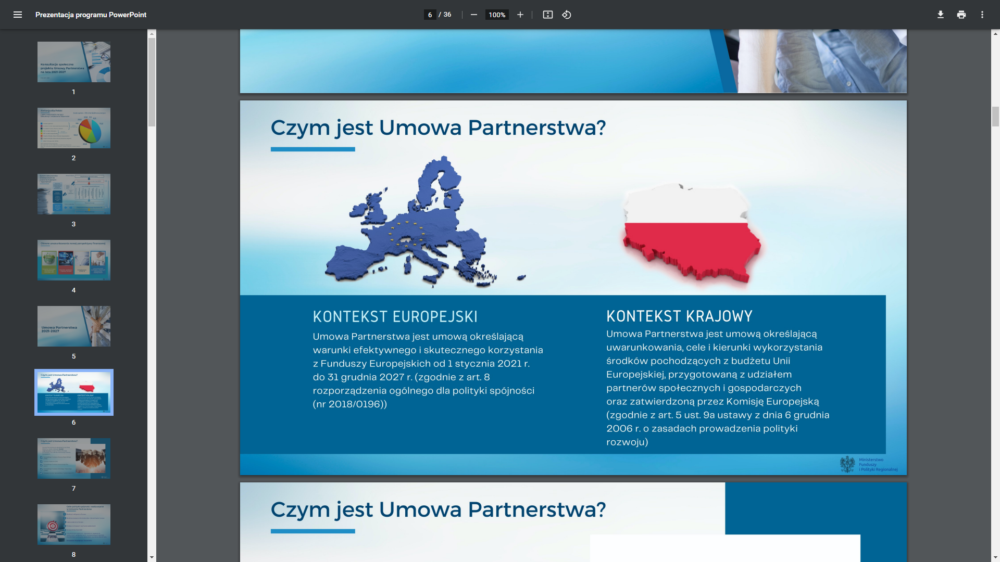 Prezentacja programu PowerPoint
6 / 36
100%
Konsultacje społeczne
projektu Umowy Partnerstwa
na lata 2021-2027
1
2
3
4
Umowa Partnerstwa
2021-2027
5
Czym jest Umowa Partnerstwa?
6
Czym jest Umowa Partnerstwa?
7
8
Czym jest Umowa Partnerstwa?
KONTEKST EUROPEJSKI
Umowa Partnerstwa jest umową określającą
warunki efektywnego i skutecznego korzystania
z Funduszy Europejskich od 1 stycznia 2021 r.
do 31 grudnia 2027 r. (zgodnie z art. 8
rozporządzenia ogólnego dla polityki spójności
(nr 2018/0196))
KONTEKST KRAJOWY
Umowa Partnerstwa jest umową określającą
uwarunkowania, cele i kierunki wykorzystania
środków pochodzących z budżetu Unii
Europejskiej, przygotowaną z udziałem
partnerów społecznych i gospodarczych
oraz zatwierdzoną przez Komisję Europejską
(zgodnie z art. 5 ust. 9a ustawy z dnia 6 grudnia
2006 r. o zasadach prowadzenia polityki
rozwoju)
Ministerstwo
Funduszy
i Polityki Regionalnej
Czym jest Umowa Partnerstwa?